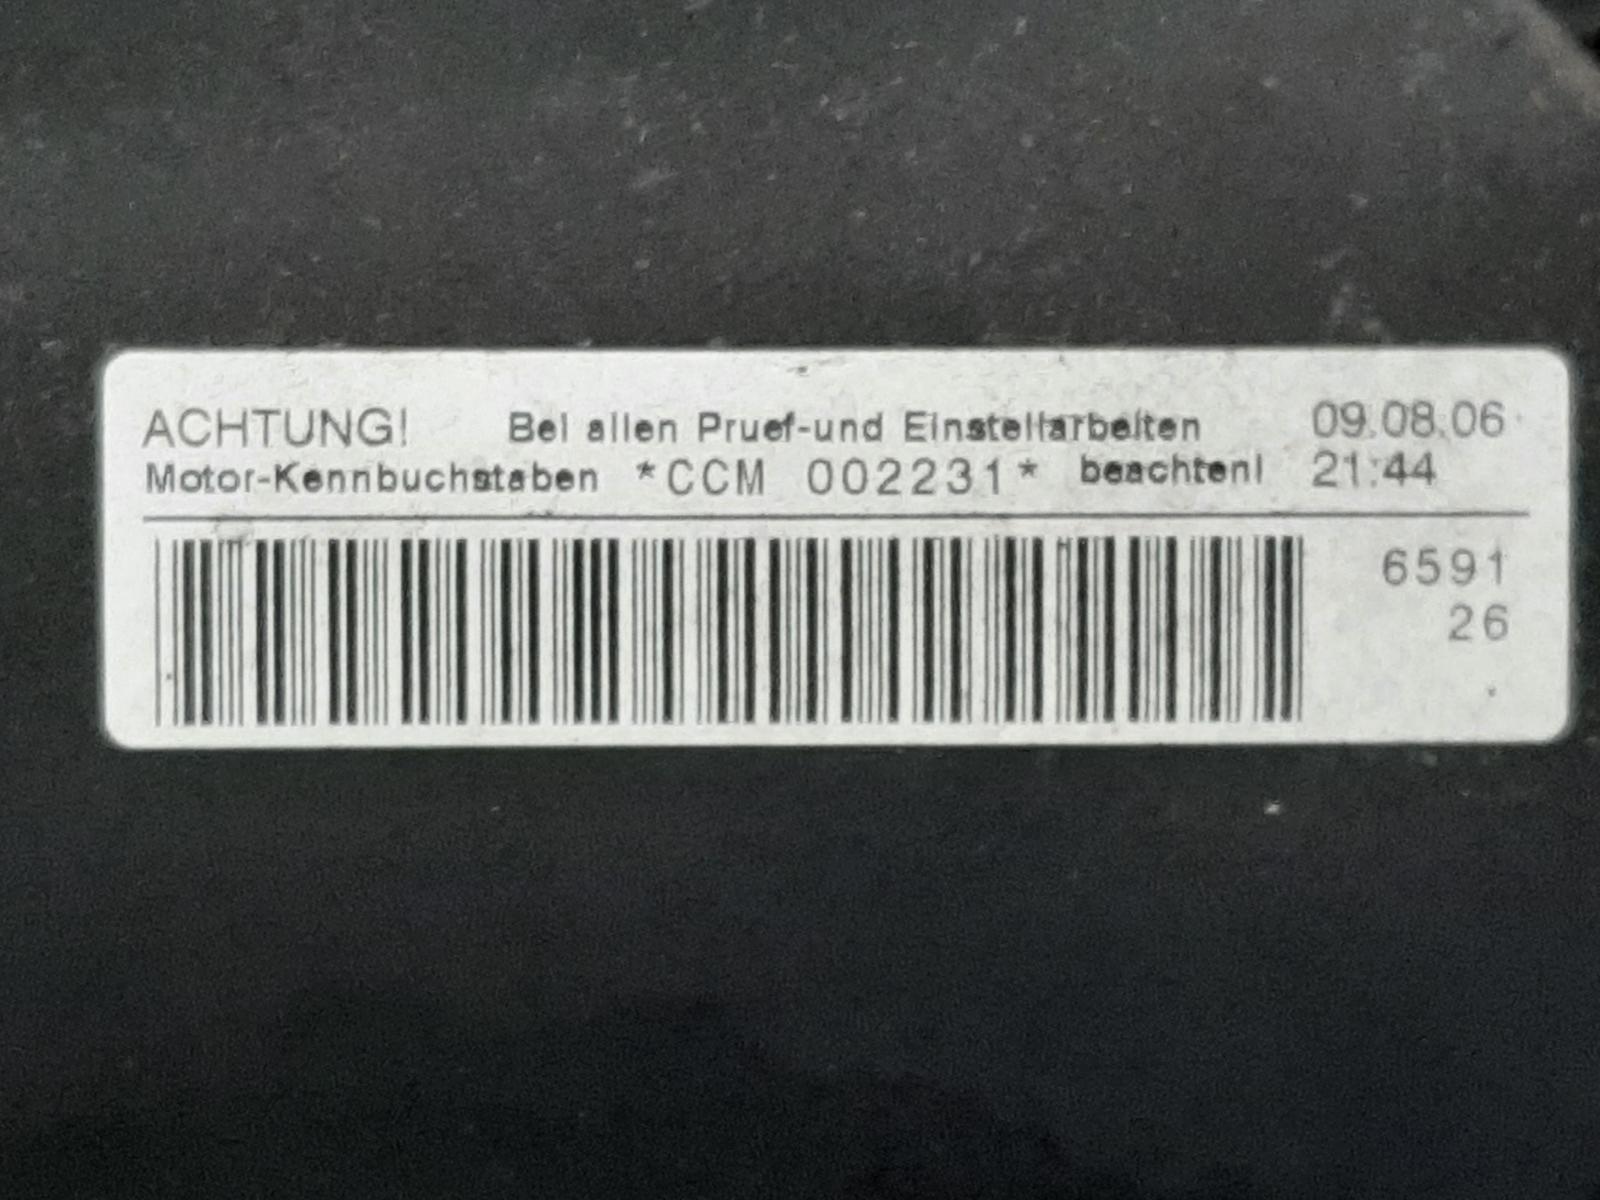 ACHTUNG! Bei allen Pruef-und Einstellarbeiten 09.08.06
Motor-Kennbuchstaben *CCM 002231* beachten! 21:44
6591
26